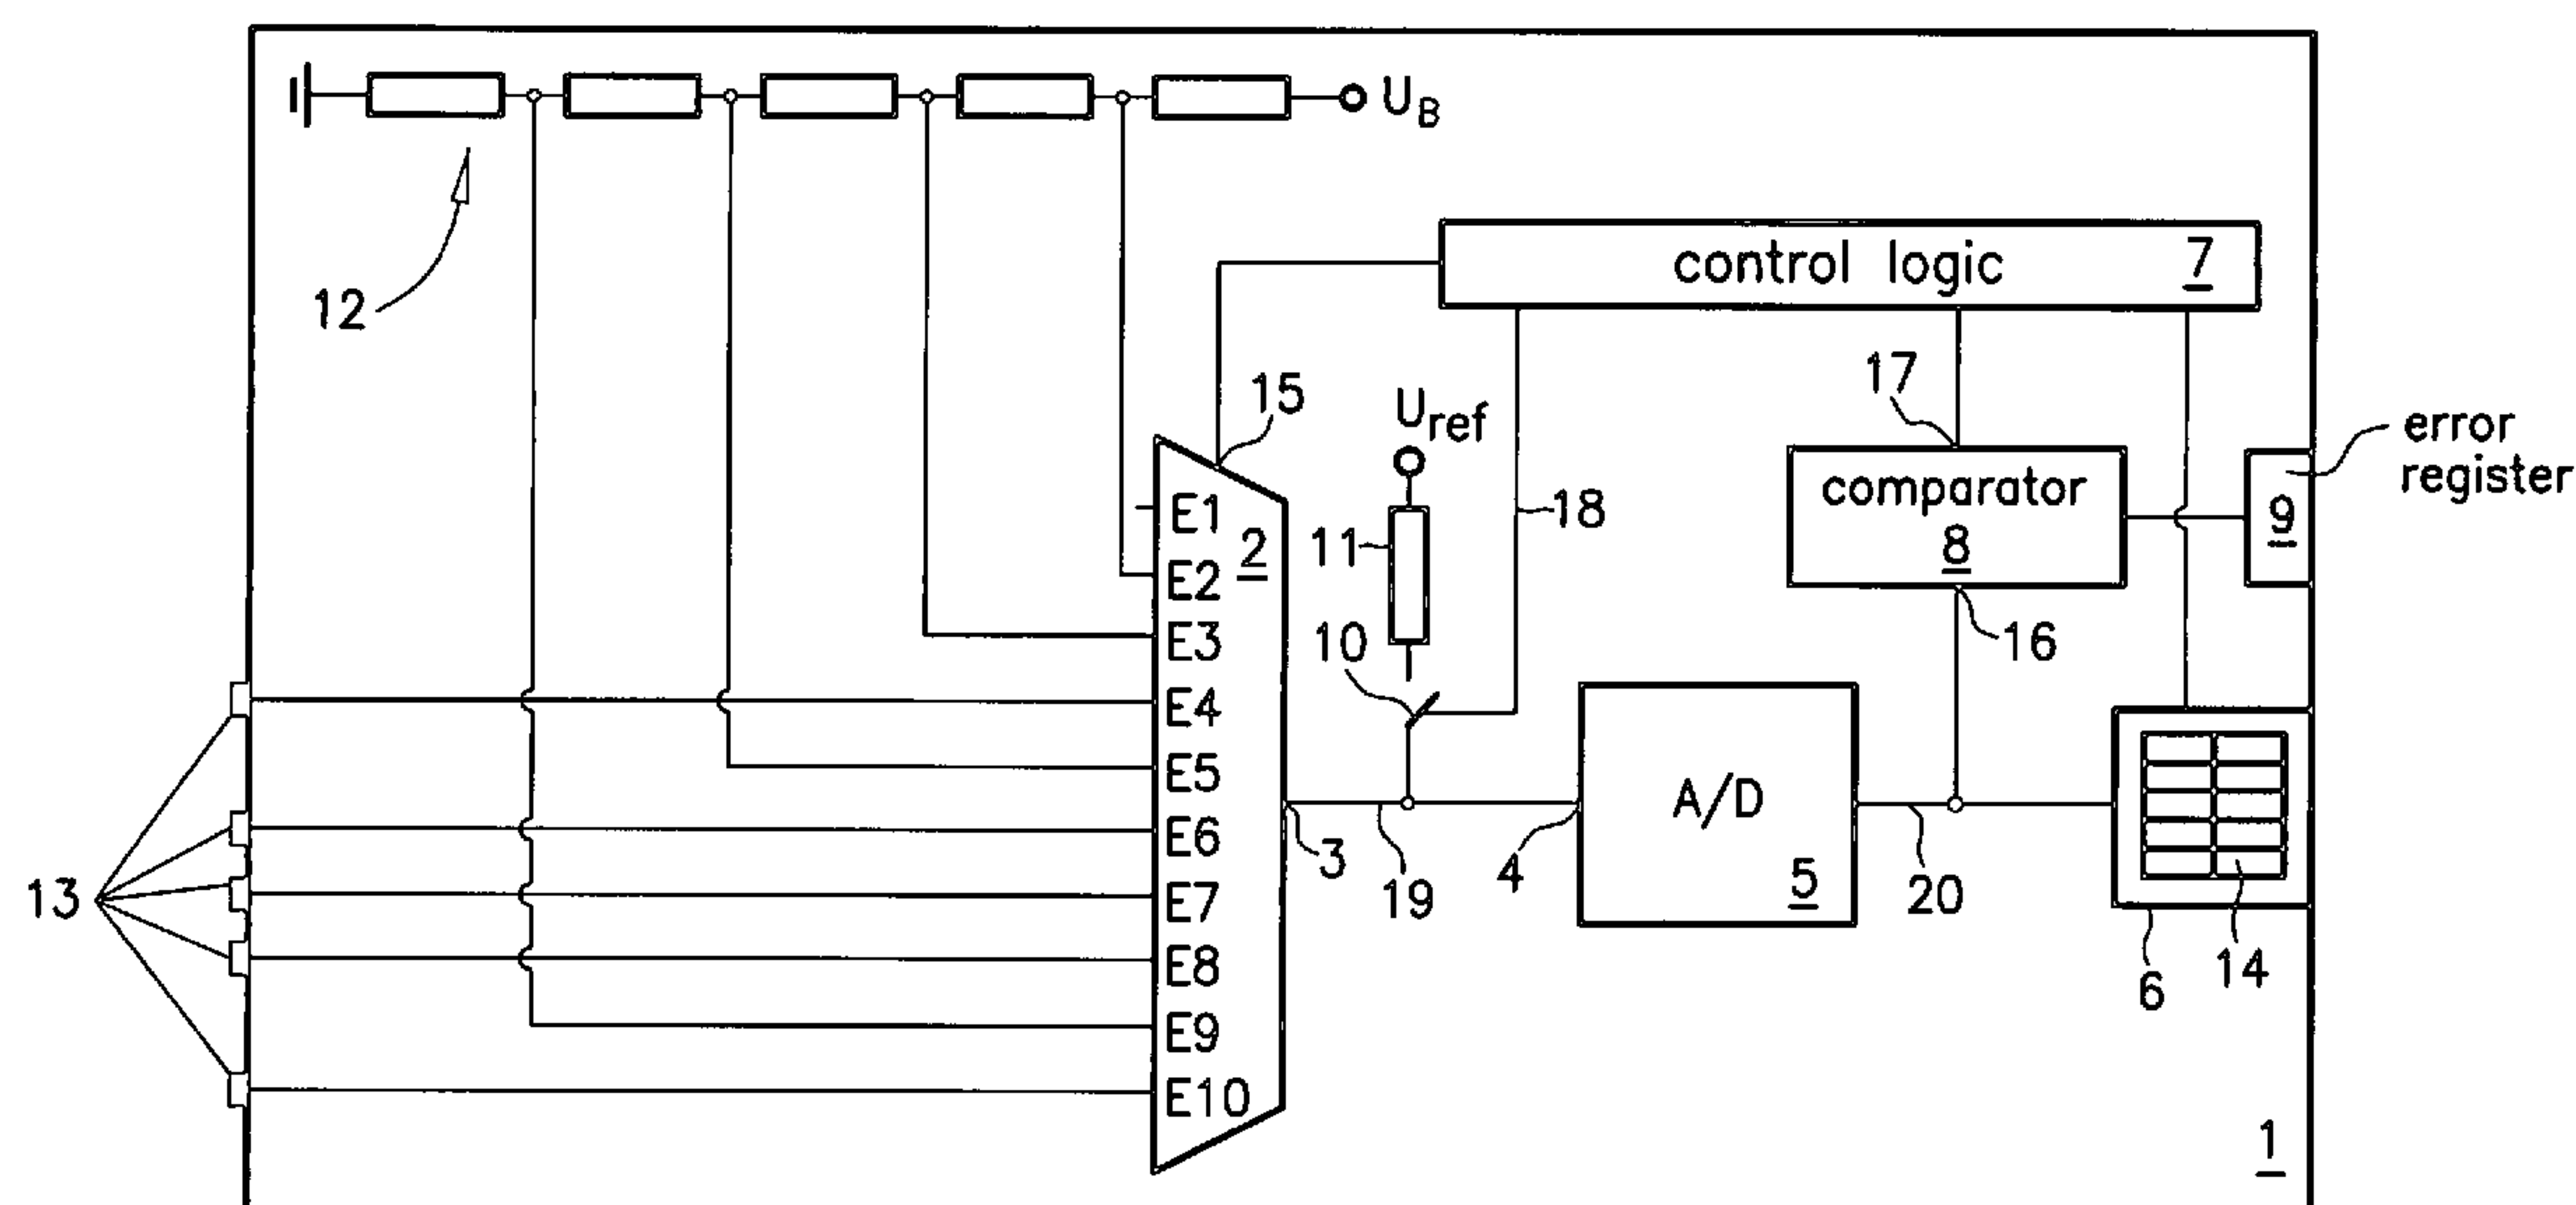 U_B
12
control logic 7
17
15
U_ref
error
register
comparator
8
9
18
11
E1
2
E2
10
E3
16
E4
E5
A/D
E6
3
4
5
13
19
20
E7
E8
14
6
E9
E10
1